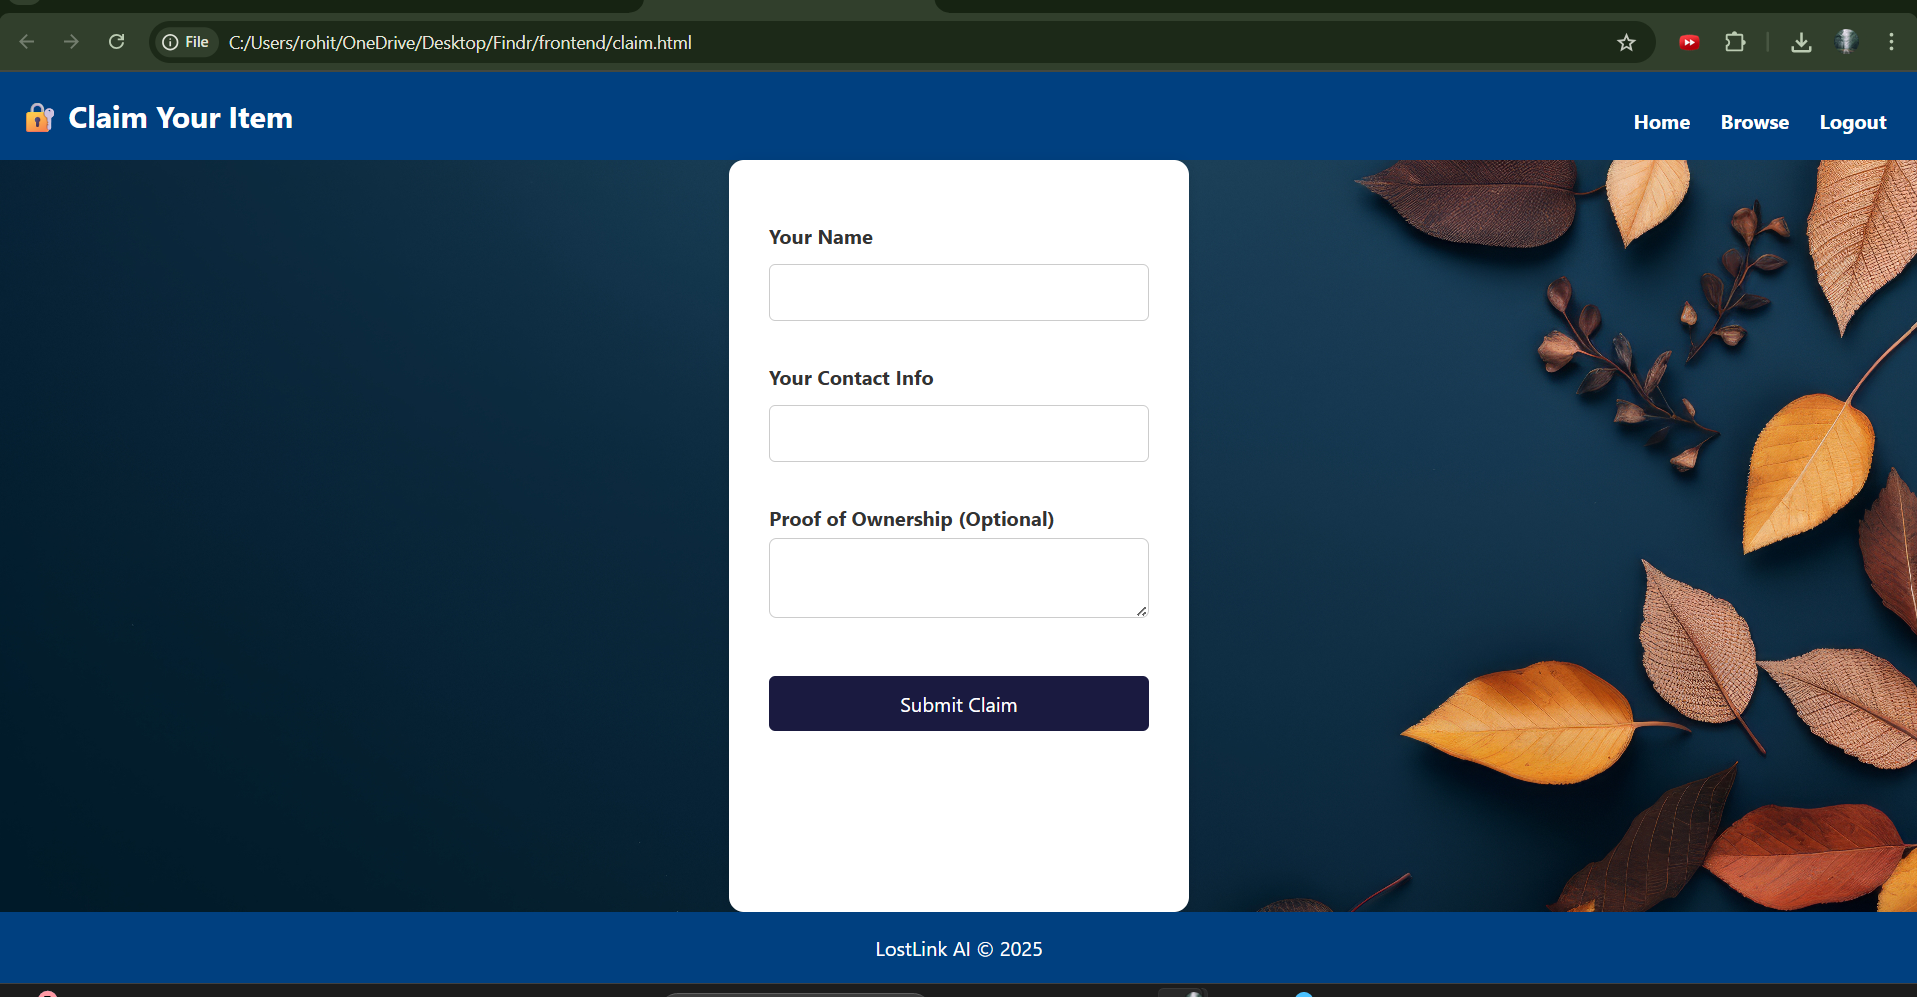 File
C:/Users/rohit/OneDrive/Desktop/Findr/frontend/claim.html
Claim Your Item
Home Browse Logout
Your Name
Your Contact Info
Proof of Ownership (Optional)
Submit Claim
LostLink AI © 2025